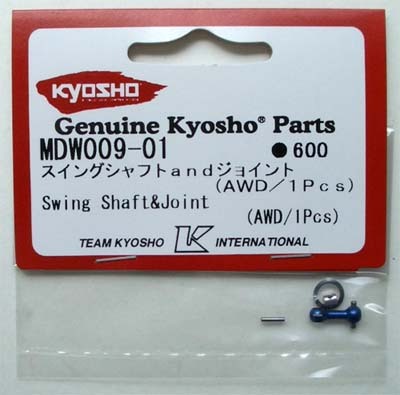 KYOSHO
Genuine Kyosho® Parts
MDW009-01 ●600
スイングシャフトandジョイント
(AWD/1Pcs)
Swing Shaft&Joint
(AWD/1Pcs)
TEAM KYOSHO K INTERNATIONAL